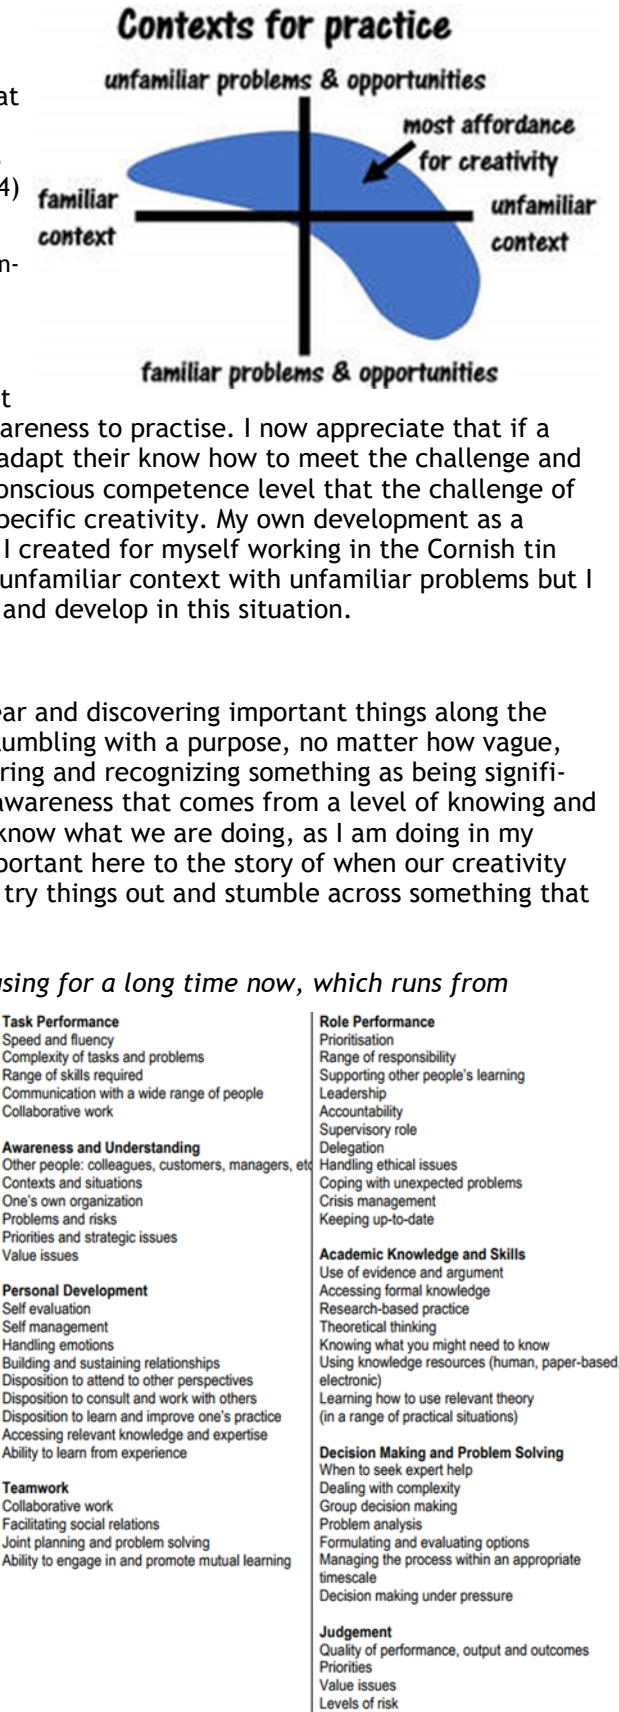 Contexts for practice
unfamiliar problems & opportunities
most affordance
for creativity
familiar
context
unfamiliar
context
familiar problems & opportunities
at
4)
n-
t
areness to practise. I now appreciate that if a
adapt their know how to meet the challenge and
onscious competence level that the challenge of
pecific creativity. My own development as a
I created for myself working in the Cornish tin
unfamiliar context with unfamiliar problems but I
and develop in this situation.
ear and discovering important things along the
umbling with a purpose, no matter how vague,
ring and recognizing something as being signifi-
awareness that comes from a level of knowing and
know what we are doing, as I am doing in my
portant here to the story of when our creativity
try things out and stumble across something that
using for a long time now, which runs from
Task Performance
Speed and fluency
Complexity of tasks and problems
Range of skills required
Communication with a wide range of people
Collaborative work
Awareness and Understanding
Other people: colleagues, customers, managers, etc
Contexts and situations
One's own organization
Problems and risks
Priorities and strategic issues
Value issues
Personal Development
Self evaluation
Self management
Handling emotions
Building and sustaining relationships
Disposition to attend to other perspectives
Disposition to consult and work with others
Disposition to learn and improve one's practice
Accessing relevant knowledge and expertise
Ability to learn from experience
Teamwork
Collaborative work
Facilitating social relations
Joint planning and problem solving
Ability to engage in and promote mutual learning
Role Performance
Prioritisation
Range of responsibility
Supporting other people's learning
Leadership
Accountability
Supervisory role
Delegation
Handling ethical issues
Coping with unexpected problems
Crisis management
Keeping up-to-date
Academic Knowledge and Skills
Use of evidence and argument
Accessing formal knowledge
Research-based practice
Theoretical thinking
Knowing what you might need to know
Using knowledge resources (human, paper-based,
electronic)
Learning how to use relevant theory
(in a range of practical situations)
Decision Making and Problem Solving
When to seek expert help
Dealing with complexity
Group decision making
Problem analysis
Formulating and evaluating options
Managing the process within an appropriate
timescale
Decision making under pressure
Judgement
Quality of performance, output and outcomes
Priorities
Value issues
Levels of risk